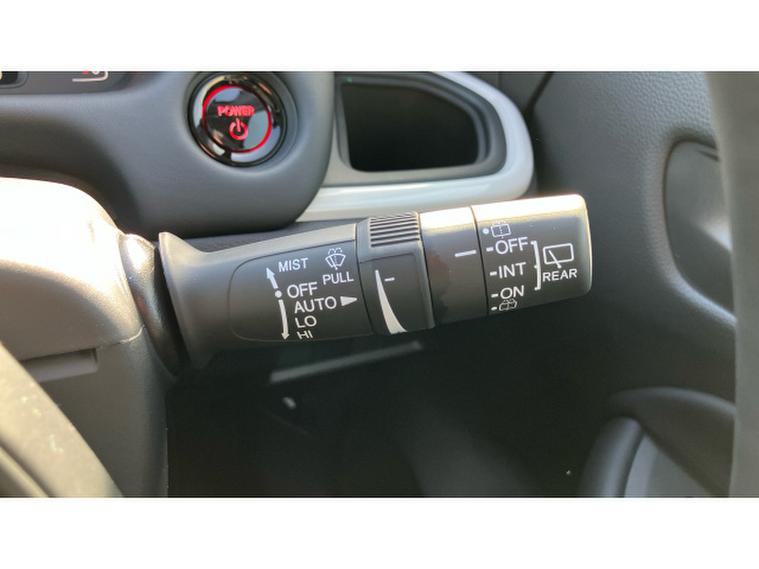 POWER
MIST
PULL
OFF
AUTO
LO
HI
OFF
INT
ON
REAR